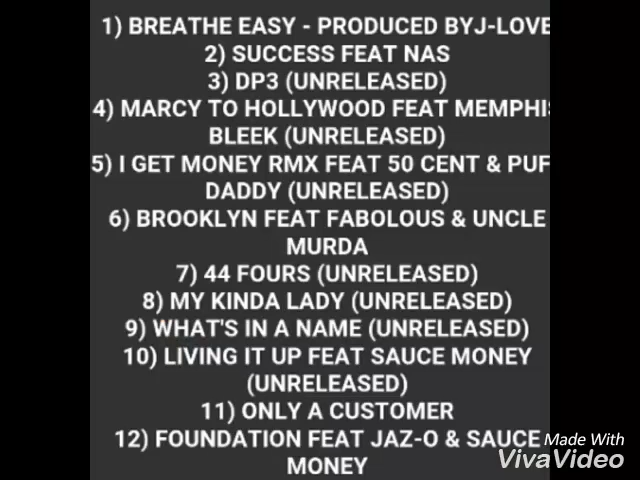 1) BREATHE EASY - PRODUCED BYJ-LOVE
2) SUCCESS FEAT NAS
3) DP3 (UNRELEASED)
4) MARCY TO HOLLYWOOD FEAT MEMPHIS
BLEEK (UNRELEASED)
5) I GET MONEY RMX FEAT 50 CENT & PUF
DADDY (UNRELEASED)
6) BROOKLYN FEAT FABOLOUS & UNCLE
MURDA
7) 44 FOURS (UNRELEASED)
8) MY KINDA LADY (UNRELEASED)
9) WHAT'S IN A NAME (UNRELEASED)
10) LIVING IT UP FEAT SAUCE MONEY
(UNRELEASED)
11) ONLY A CUSTOMER
12) FOUNDATION FEAT JAZ-O & SAUCE
MONEY
Made With
VivaVideo